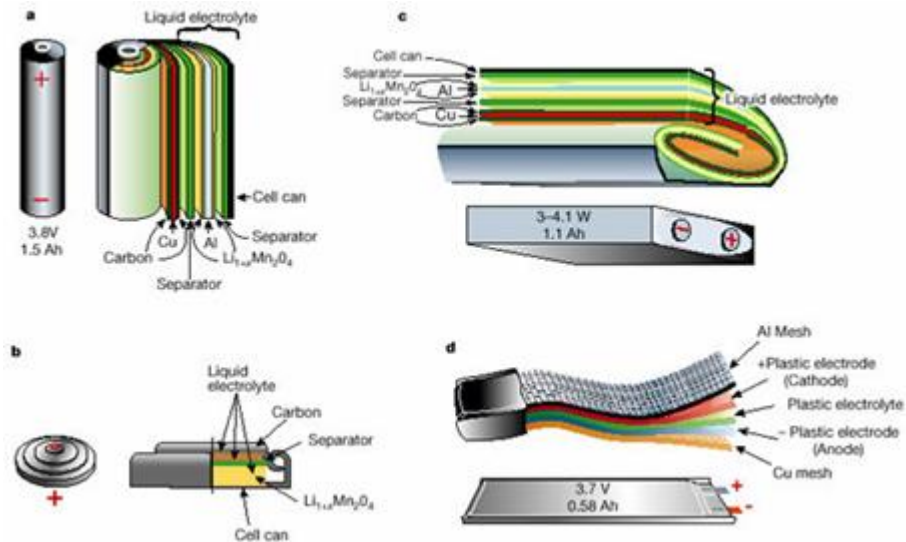 a
Liquid electrolyte
+
−
3.8V
1.5 Ah
Cell can
Cu
Al
Separator
Carbon
Li1+xMn2O4
Separator
c
Cell can
Separator
Li1+xMn2O4
Al
Separator
Carbon
Cu
Liquid electrolyte
3–4.1 W
1.1 Ah
−
+
b
Liquid
electrolyte
Carbon
Separator
Li1+xMn2O4
Cell can
+
d
Al Mesh
+Plastic electrode
(Cathode)
Plastic electrolyte
− Plastic electrode
(Anode)
Cu mesh
3.7 V
0.58 Ah
+
-